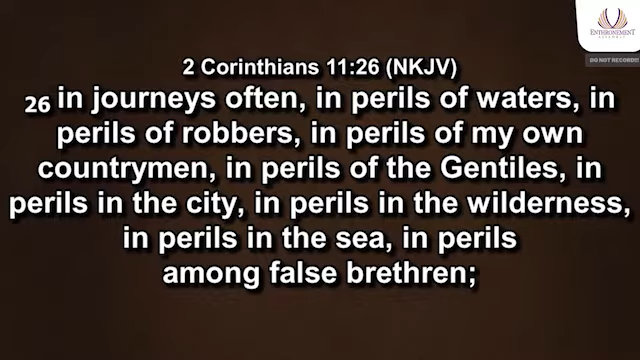 ENTHRONEMENT
ASSEMBLY
DO NOT RECORD!!
2 Corinthians 11:26 (NKJV)
26 in journeys often, in perils of waters, in
perils of robbers, in perils of my own
countrymen, in perils of the Gentiles, in
perils in the city, in perils in the wilderness,
in perils in the sea, in perils
among false brethren;